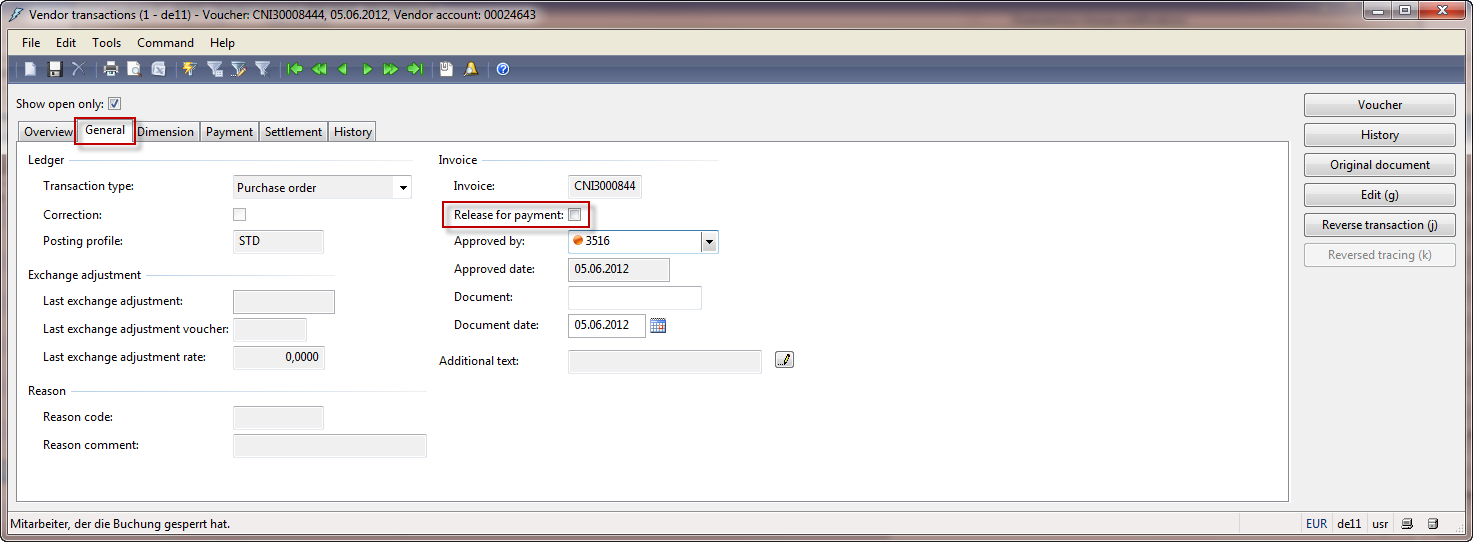 Vendor transactions (1 - de11) - Voucher: CNI30008444, 05.06.2012, Vendor account: 00024643
File Edit Tools Command Help
Show open only:
Overview General Dimension Payment Settlement History
Ledger
Transaction type: Purchase order
Correction:
Posting profile: STD
Exchange adjustment
Last exchange adjustment:
Last exchange adjustment voucher:
Last exchange adjustment rate: 0,0000
Reason
Reason code:
Reason comment:
Invoice
Invoice: CNI3000844
Release for payment:
Approved by: 3516
Approved date: 05.06.2012
Document:
Document date: 05.06.2012
Additional text:
Voucher
History
Original document
Edit (g)
Reverse transaction (j)
Reversed tracing (k)
Mitarbeiter, der die Buchung gesperrt hat.
EUR de11 usr